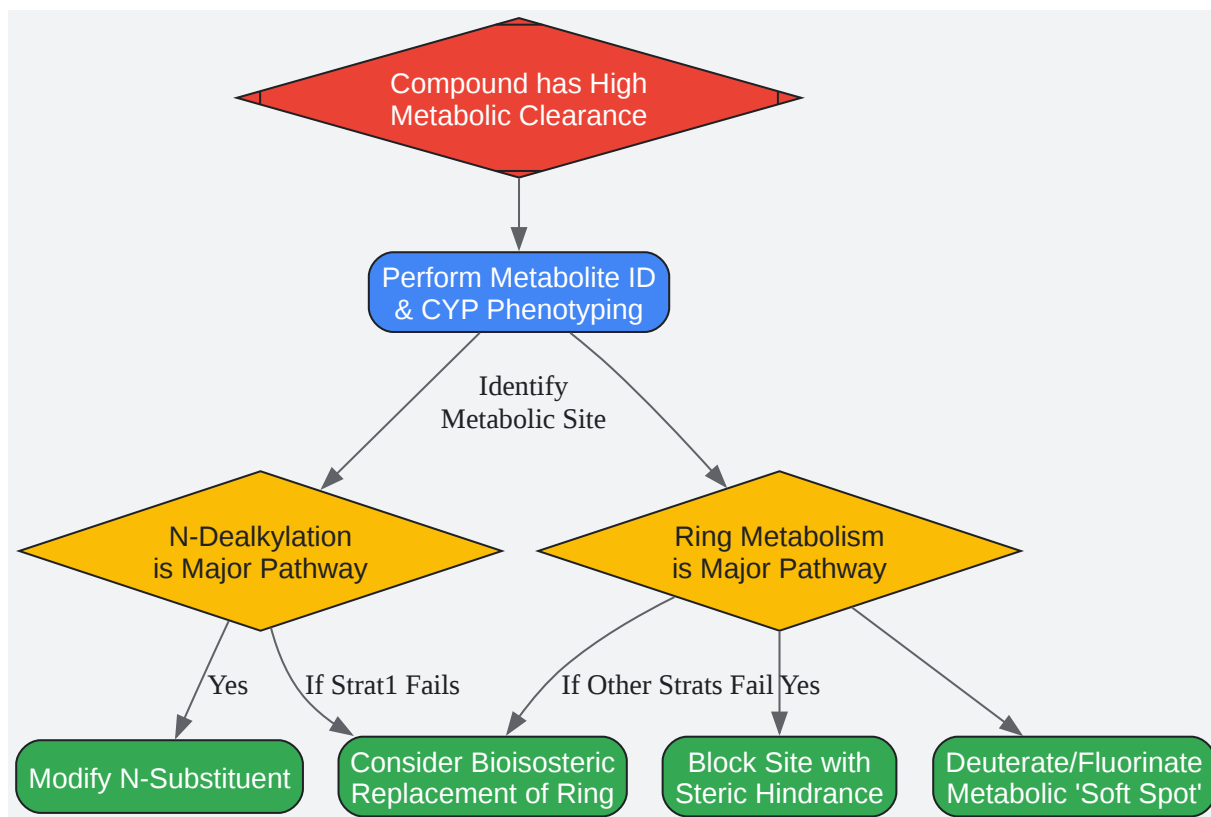 Compound has High
Metabolic Clearance
Perform Metabolite ID
& CYP Phenotyping
Identify
Metabolic Site
N-Dealkylation
is Major Pathway
Ring Metabolism
is Major Pathway
Yes
If Strat1 Fails
If Other Strats Fail
Yes
Modify N-Substituent
Consider Bioisosteric
Replacement of Ring
Block Site with
Steric Hindrance
Deuterate/Fluorinate
Metabolic 'Soft Spot'